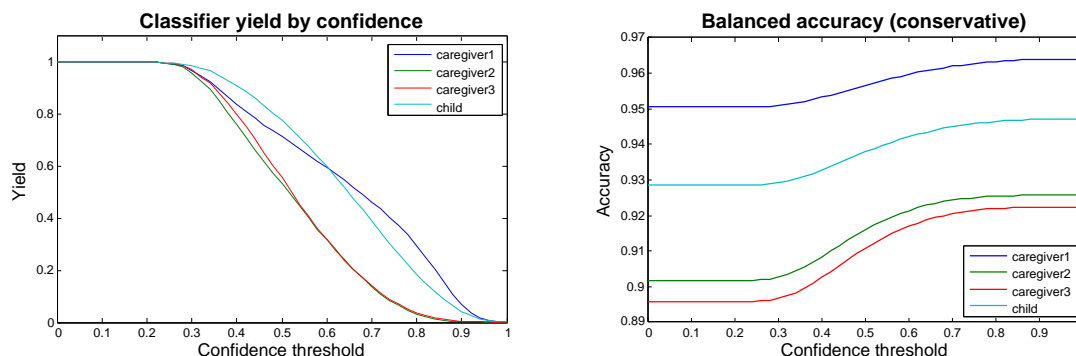 Classifier yield by confidence
Yield
1
0.8
0.6
0.4
0.2
0
0 0.1 0.2 0.3 0.4 0.5 0.6 0.7 0.8 0.9 1
Confidence threshold
caregiver1
caregiver2
caregiver3
child
Balanced accuracy (conservative)
Accuracy
0.97
0.96
0.95
0.94
0.93
0.92
0.91
0.9
0.89
0 0.1 0.2 0.3 0.4 0.5 0.6 0.7 0.8 0.9
Confidence threshold
caregiver1
caregiver2
caregiver3
child